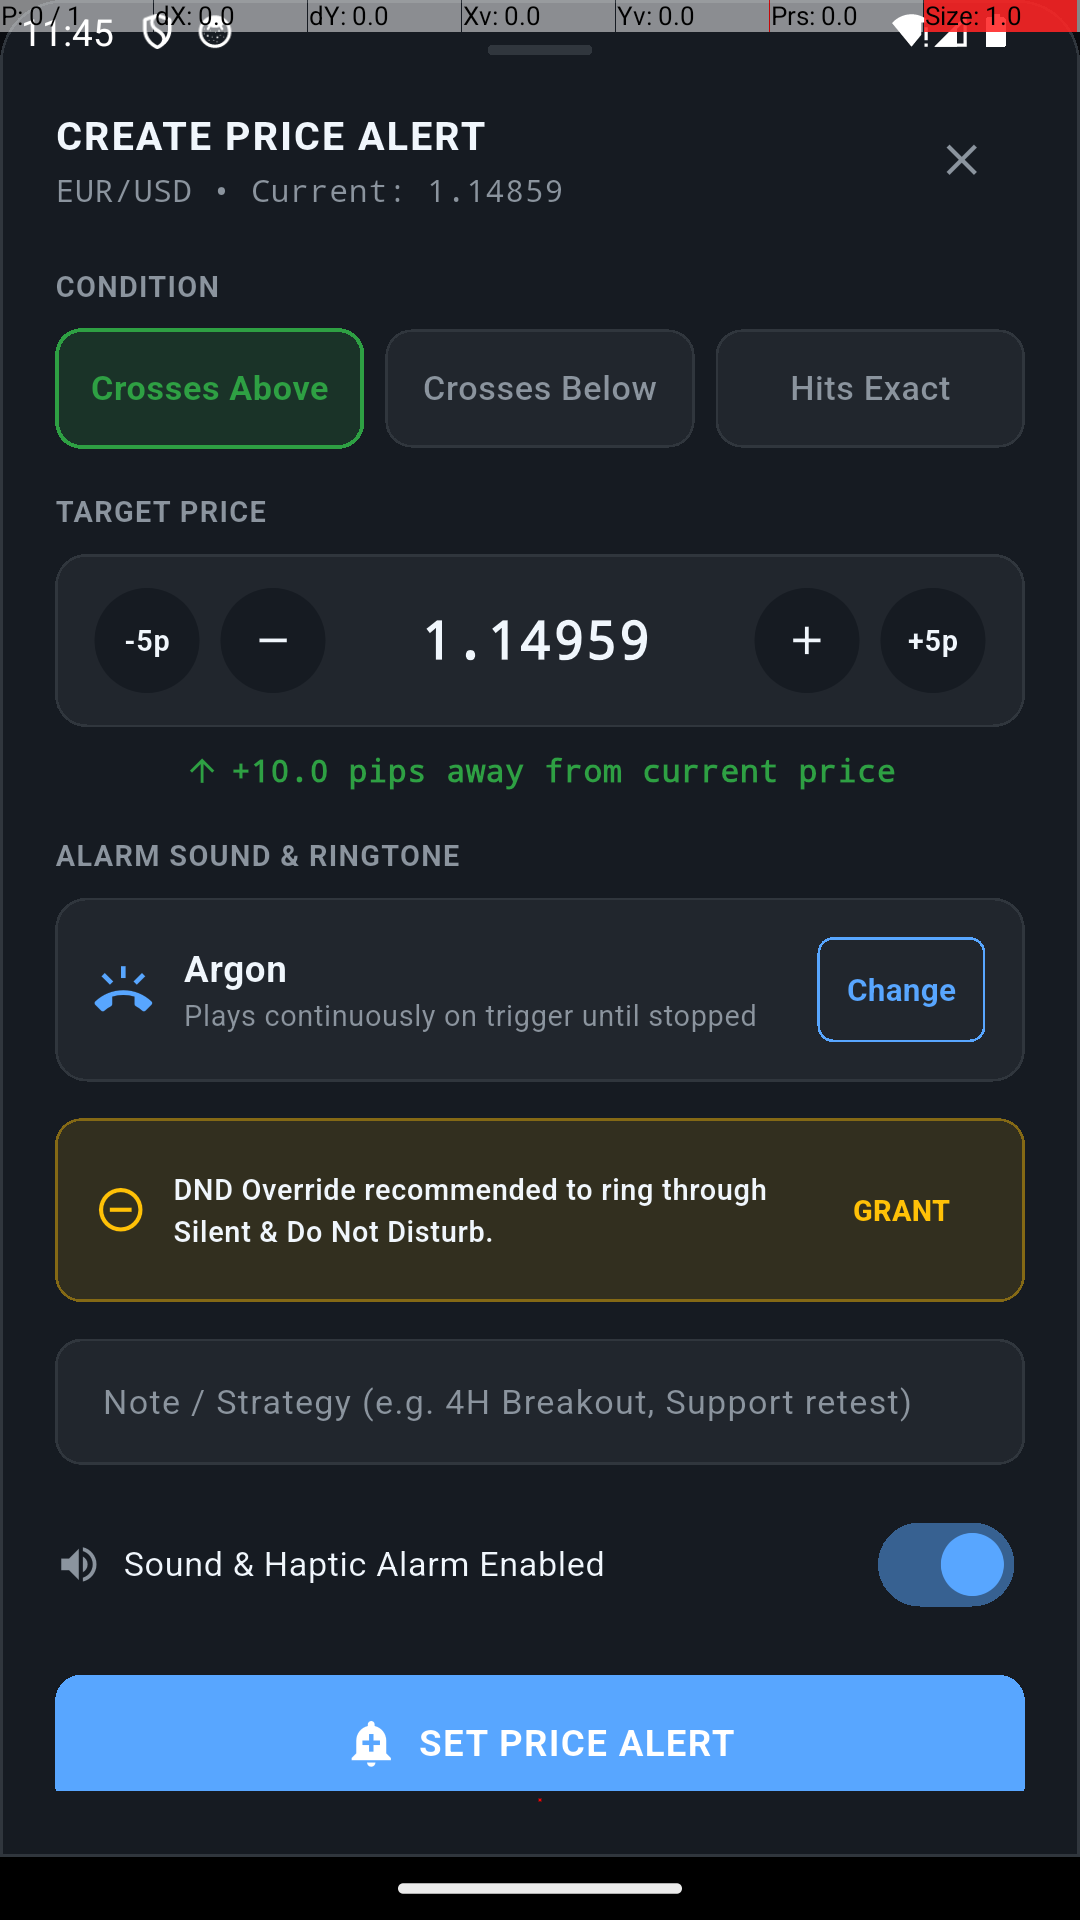 P: 0 / 1 dX: 0.0 dY: 0.0 Xv: 0.0 Yv: 0.0 Prs: 0.0 Size: 1.0
11:45
CREATE PRICE ALERT
EUR/USD • Current: 1.14859
CONDITION
Crosses Above Crosses Below Hits Exact
TARGET PRICE
-5p − 1.14959 + +5p
↑ +10.0 pips away from current price
ALARM SOUND & RINGTONE
Argon
Plays continuously on trigger until stopped
Change
DND Override recommended to ring through
Silent & Do Not Disturb.
GRANT
Note / Strategy (e.g. 4H Breakout, Support retest)
Sound & Haptic Alarm Enabled
SET PRICE ALERT